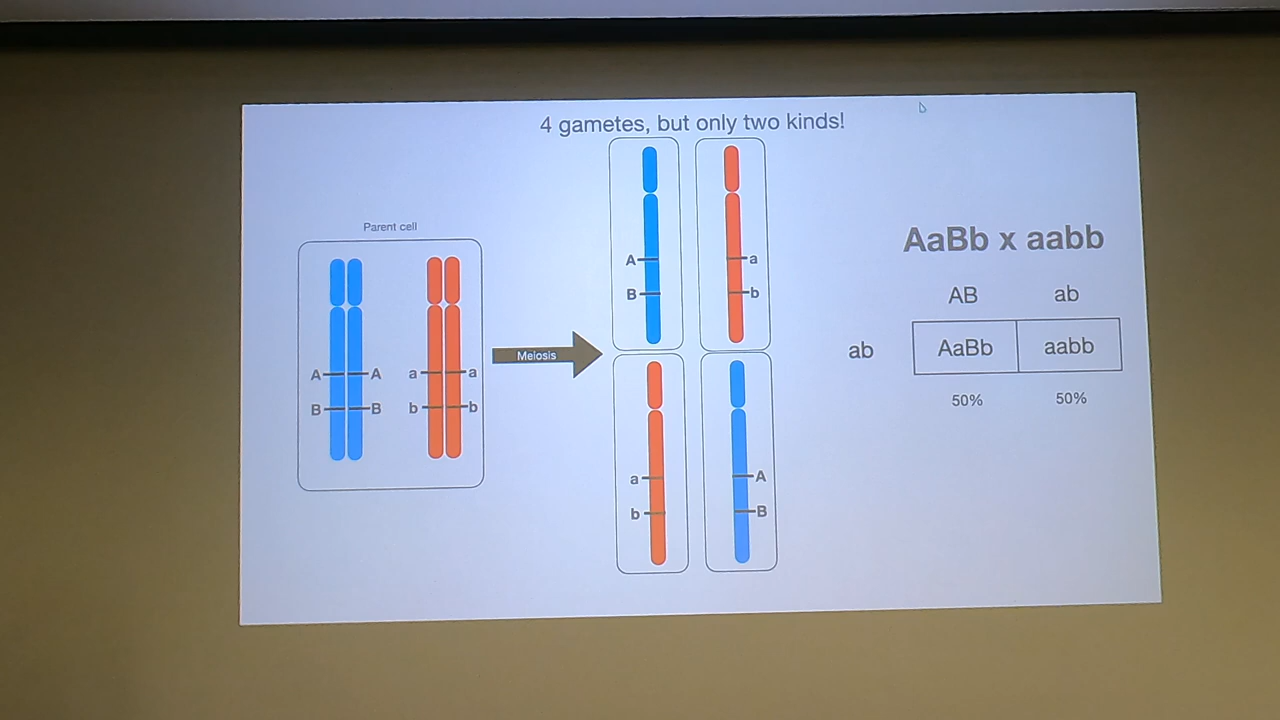 4 gametes, but only two kinds!
Parent cell
A A a a
B B b b
Meiosis
A a
B b
a A
b B
AaBb x aabb
AB ab
ab AaBb aabb
50% 50%